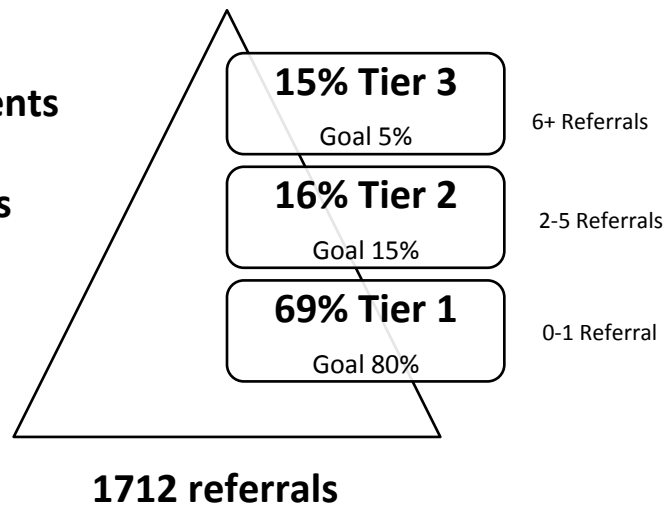 15% Tier 3
Goal 5%
6+ Referrals
16% Tier 2
Goal 15%
2-5 Referrals
69% Tier 1
Goal 80%
0-1 Referral
1712 referrals